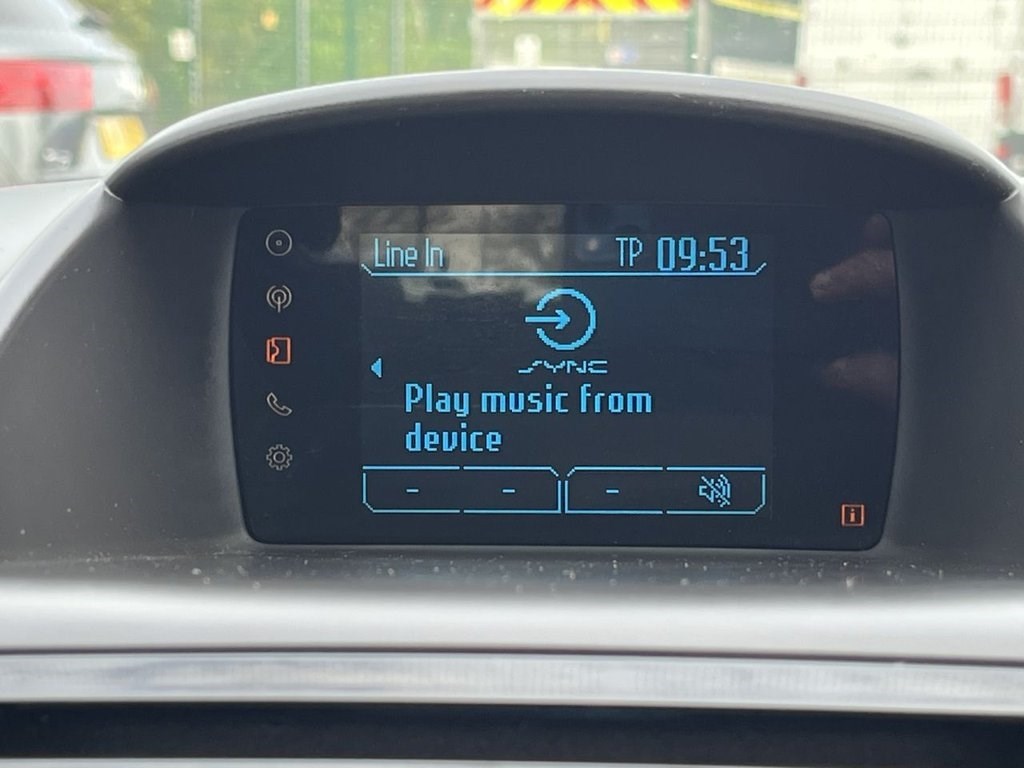 Line In TP 09:53
SYNC
Play music from
device
- - -
i